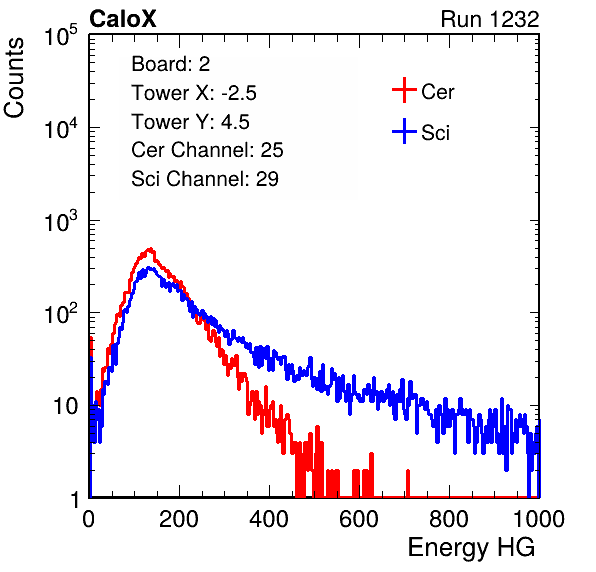 CaloX Run 1232
Counts
Board: 2
Tower X: -2.5
Tower Y: 4.5
Cer Channel: 25
Sci Channel: 29
Cer
Sci
10^5
10^4
10^3
10^2
10
1
0 200 400 600 800 1000
Energy HG